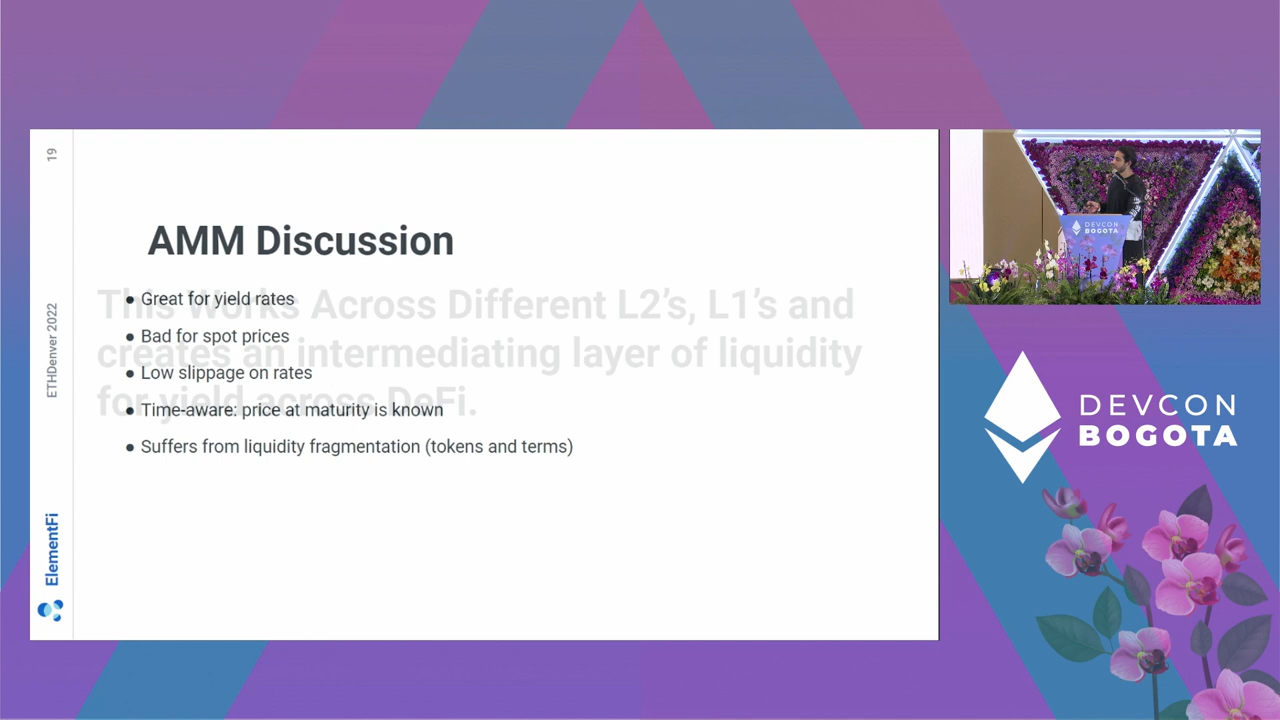 19
ETHDenver 2022
ElementFi
AMM Discussion
This Works Across Different L2's, L1's and
creates an intermediating layer of liquidity
for yield across DeFi.
● Great for yield rates
● Bad for spot prices
● Low slippage on rates
● Time-aware: price at maturity is known
● Suffers from liquidity fragmentation (tokens and terms)
DEVCON
BOGOTA
DEVCON
BOGOTA